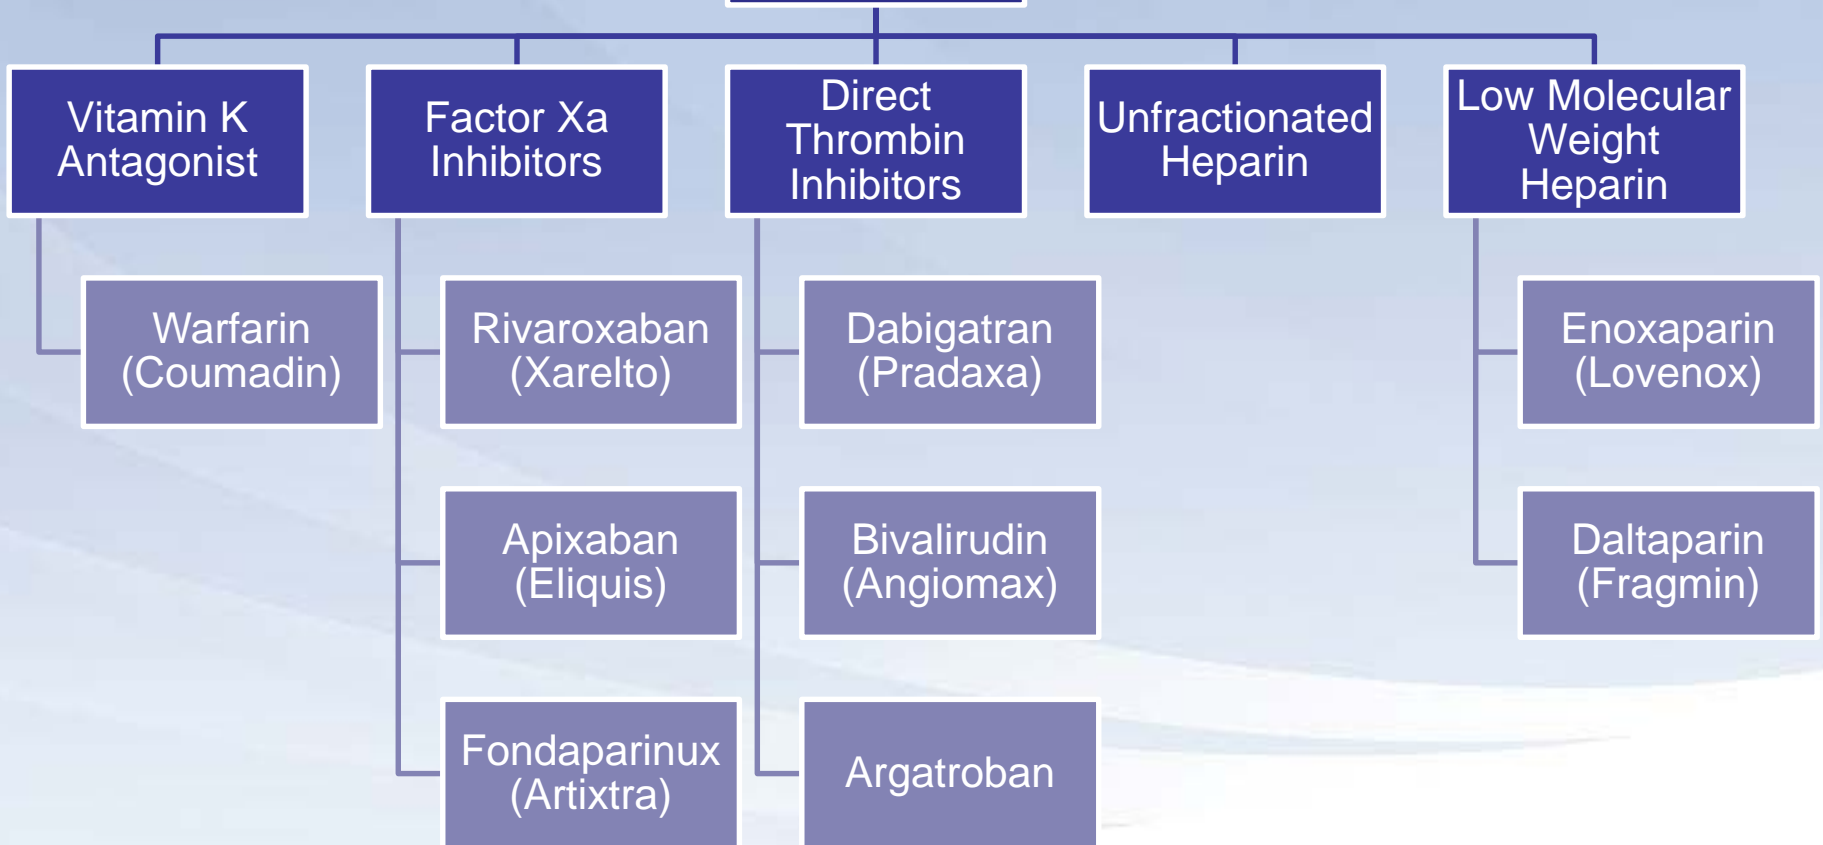 Vitamin K
Antagonist
Factor Xa
Inhibitors
Direct
Thrombin
Inhibitors
Unfractionated
Heparin
Low Molecular
Weight
Heparin
Warfarin
(Coumadin)
Rivaroxaban
(Xarelto)
Dabigatran
(Pradaxa)
Enoxaparin
(Lovenox)
Apixaban
(Eliquis)
Bivalirudin
(Angiomax)
Daltaparin
(Fragmin)
Fondaparinux
(Artixtra)
Argatroban